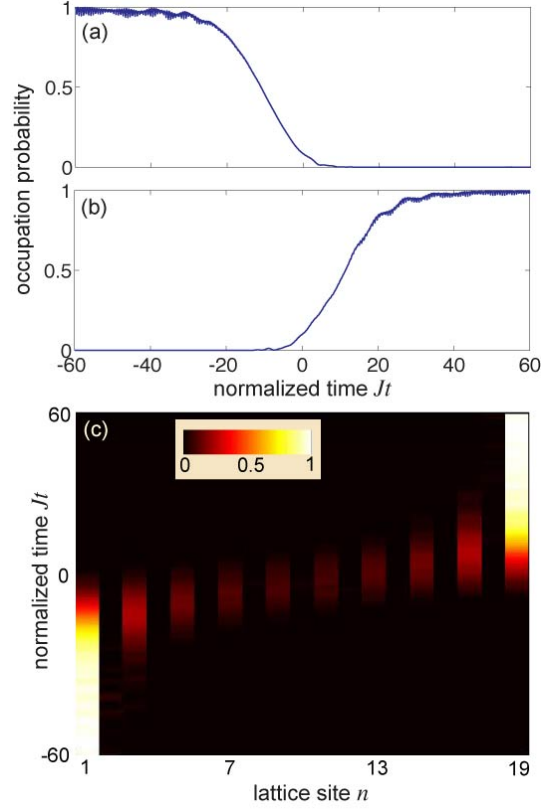 1
(a)
0.5
0
occupation probability
1
(b)
0.5
0
-60 -40 -20 0 20 40 60
normalized time Jt
60
(c)
0 0.5 1
normalized time Jt
0
-60
1 7 13 19
lattice site n